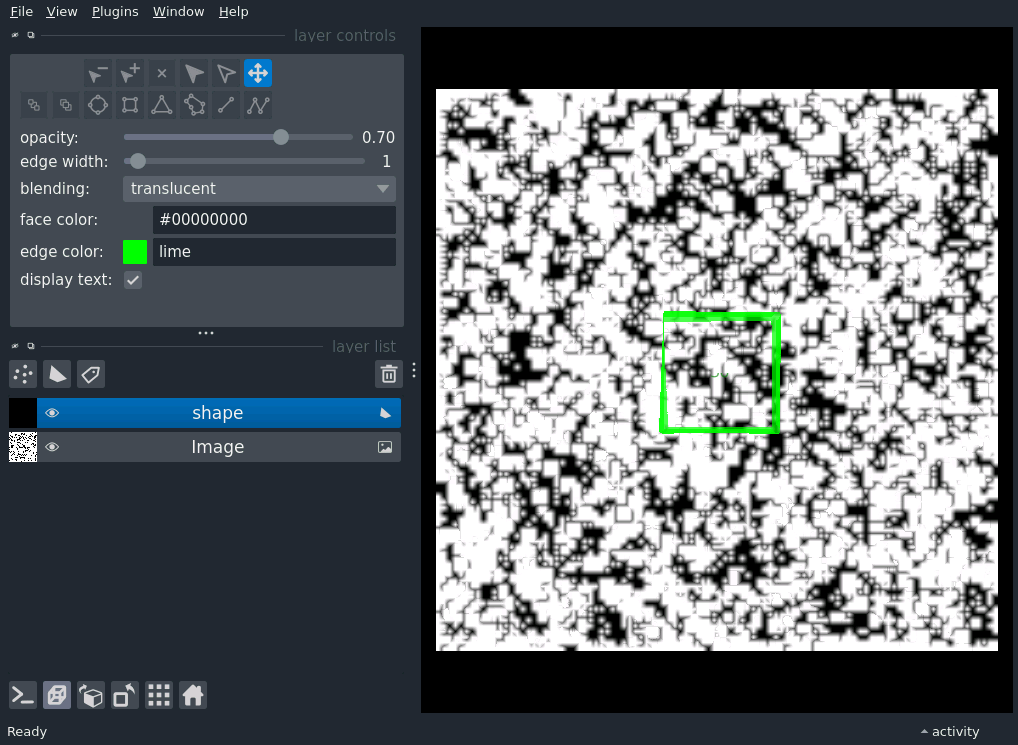 File View Plugins Window Help
layer controls
opacity: 0.70
edge width: 1
blending: translucent
face color: #00000000
edge color: lime
display text:
layer list
shape
Image
Ready activity